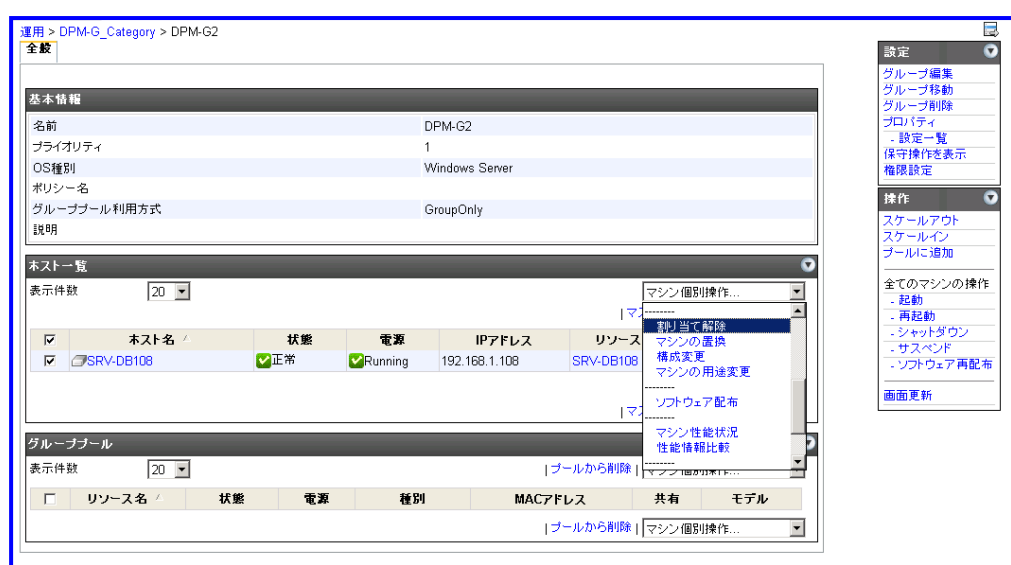 運用 > DPM-G_Category > DPM-G2
全般
基本情報
名前 DPM-G2
プライオリティ 1
OS種別 Windows Server
ポリシー名
グループプール利用方式 GroupOnly
説明
ホスト一覧
表示件数 20 マシン個別操作...
| マ
ホスト名 状態 電源 IPアドレス リソース
SRV-DB108 正常 Running 192.168.1.108 SRV-DB108
| マ
--------
割り当て解除
マシンの置換
構成変更
マシンの用途変更
--------
ソフトウェア配布
--------
マシン性能状況
性能情報比較
--------
グループプール
表示件数 20 | プールから削除 | マシン個別操作...
リソース名 状態 電源 種別 MACアドレス 共有 モデル
| プールから削除 | マシン個別操作...
設定
グループ編集
グループ移動
グループ削除
プロパティ
- 設定一覧
保守操作を表示
権限設定
操作
スケールアウト
スケールイン
プールに追加
全てのマシンの操作
- 起動
- 再起動
- シャットダウン
- サスペンド
- ソフトウェア再配布
画面更新